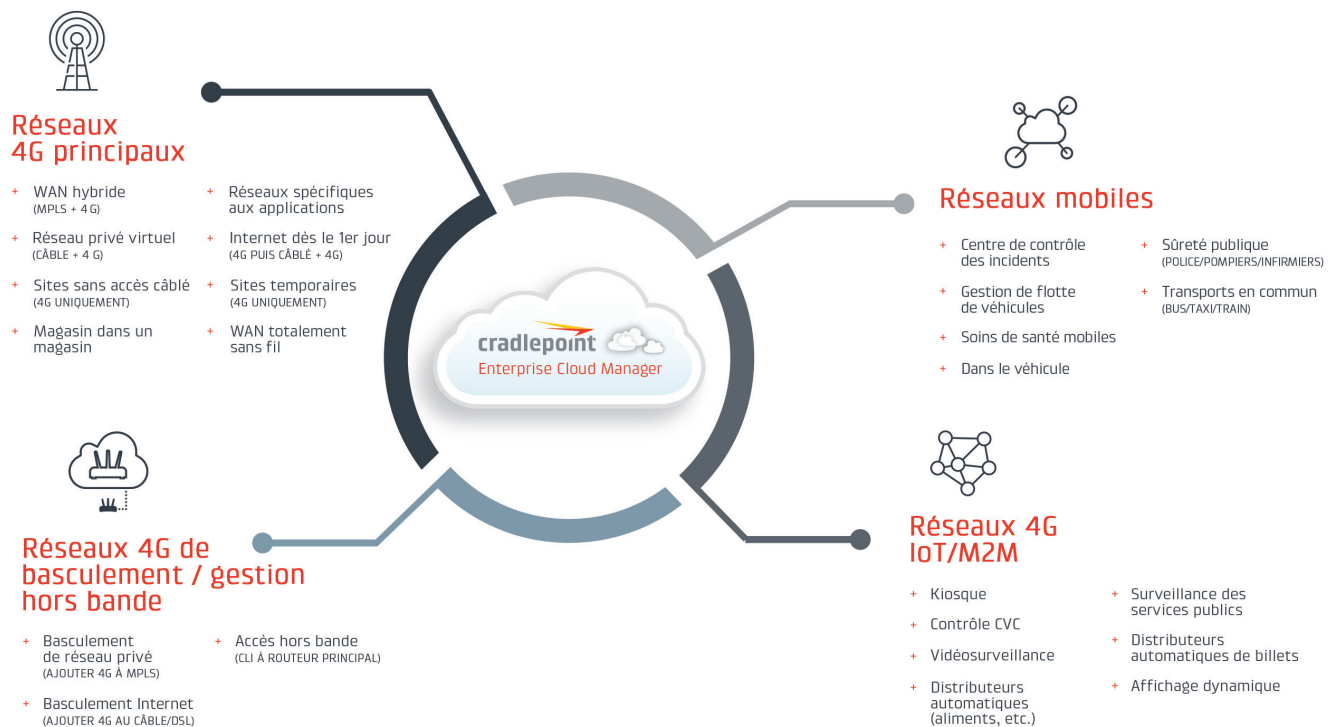 Réseaux
4G principaux
+ WAN hybride
(MPLS + 4 G)
+ Réseau privé virtuel
(CÂBLE + 4 G)
+ Sites sans accès câblé
(4G UNIQUEMENT)
+ Magasin dans un
magasin
+ Réseaux spécifiques
aux applications
+ Internet dès le 1er jour
(4G PUIS CÂBLÉ + 4G)
+ Sites temporaires
(4G UNIQUEMENT)
+ WAN totalement
sans fil
Réseaux mobiles
+ Centre de contrôle
des incidents
+ Gestion de flotte
de véhicules
+ Soins de santé mobiles
+ Dans le véhicule
+ Sûreté publique
(POLICE/POMPIERS/INFIRMIERS)
+ Transports en commun
(BUS/TAXI/TRAIN)
cradlepoint
Enterprise Cloud Manager
Réseaux 4G de
basculement / gestion
hors bande
+ Basculement
de réseau privé
(AJOUTER 4G À MPLS)
+ Basculement Internet
(AJOUTER 4G AU CÂBLE/DSL)
+ Accès hors bande
(CLI À ROUTEUR PRINCIPAL)
Réseaux 4G
IoT/M2M
+ Kiosque
+ Contrôle CVC
+ Vidéosurveillance
+ Distributeurs
automatiques
(aliments, etc.)
+ Surveillance des
services publics
+ Distributeurs
automatiques de billets
+ Affichage dynamique